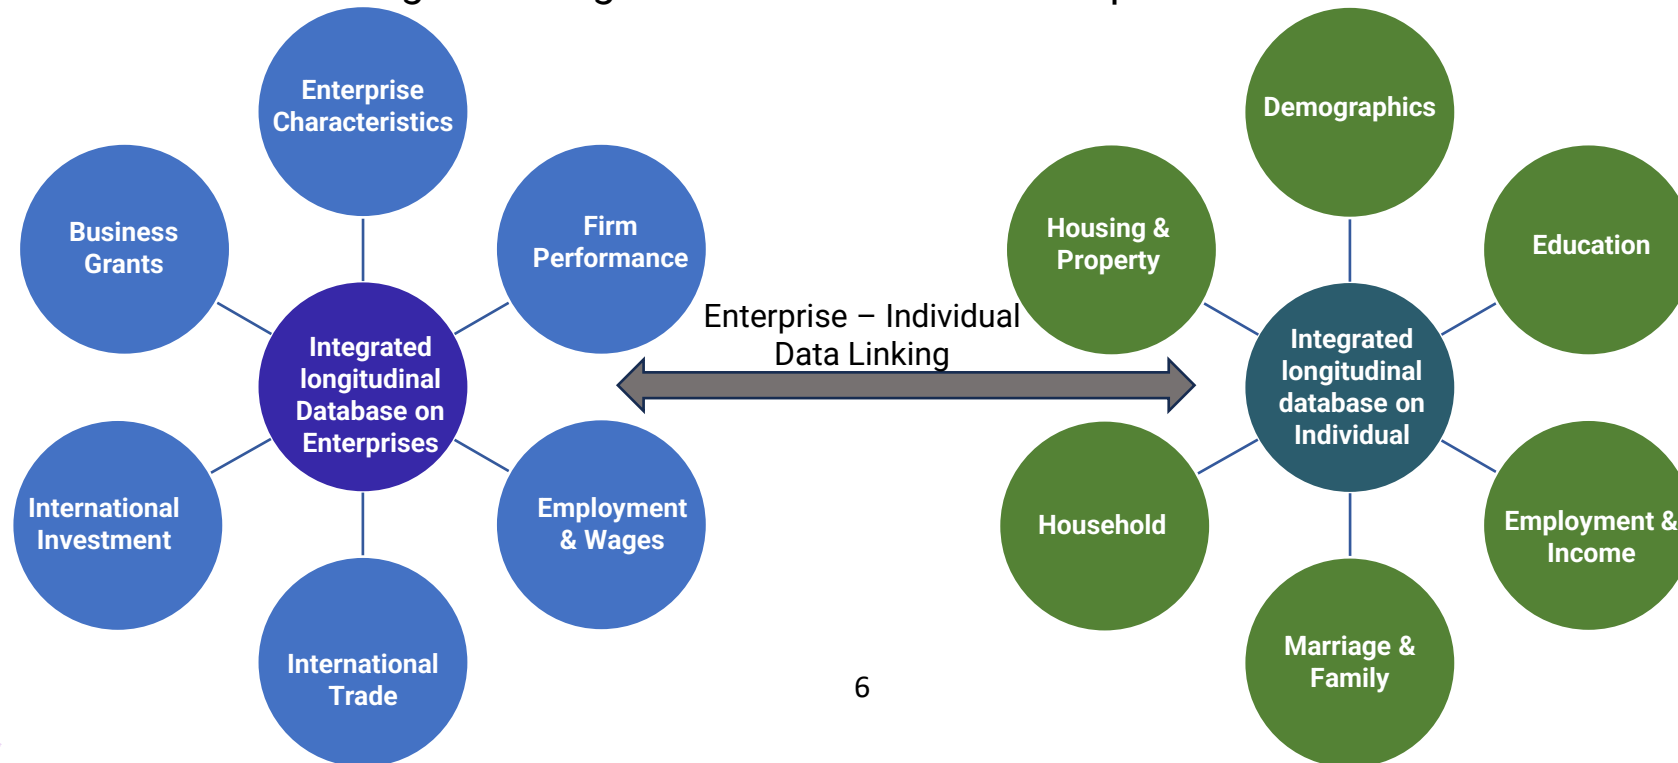 Enterprise
Characteristics
Business
Grants
Firm
Performance
Integrated
longitudinal
Database on
Enterprises
International
Investment
Employment
& Wages
International
Trade
Enterprise – Individual
Data Linking
Demographics
Housing &
Property
Education
Integrated
longitudinal
database on
Individual
Household
Employment &
Income
Marriage &
Family
6